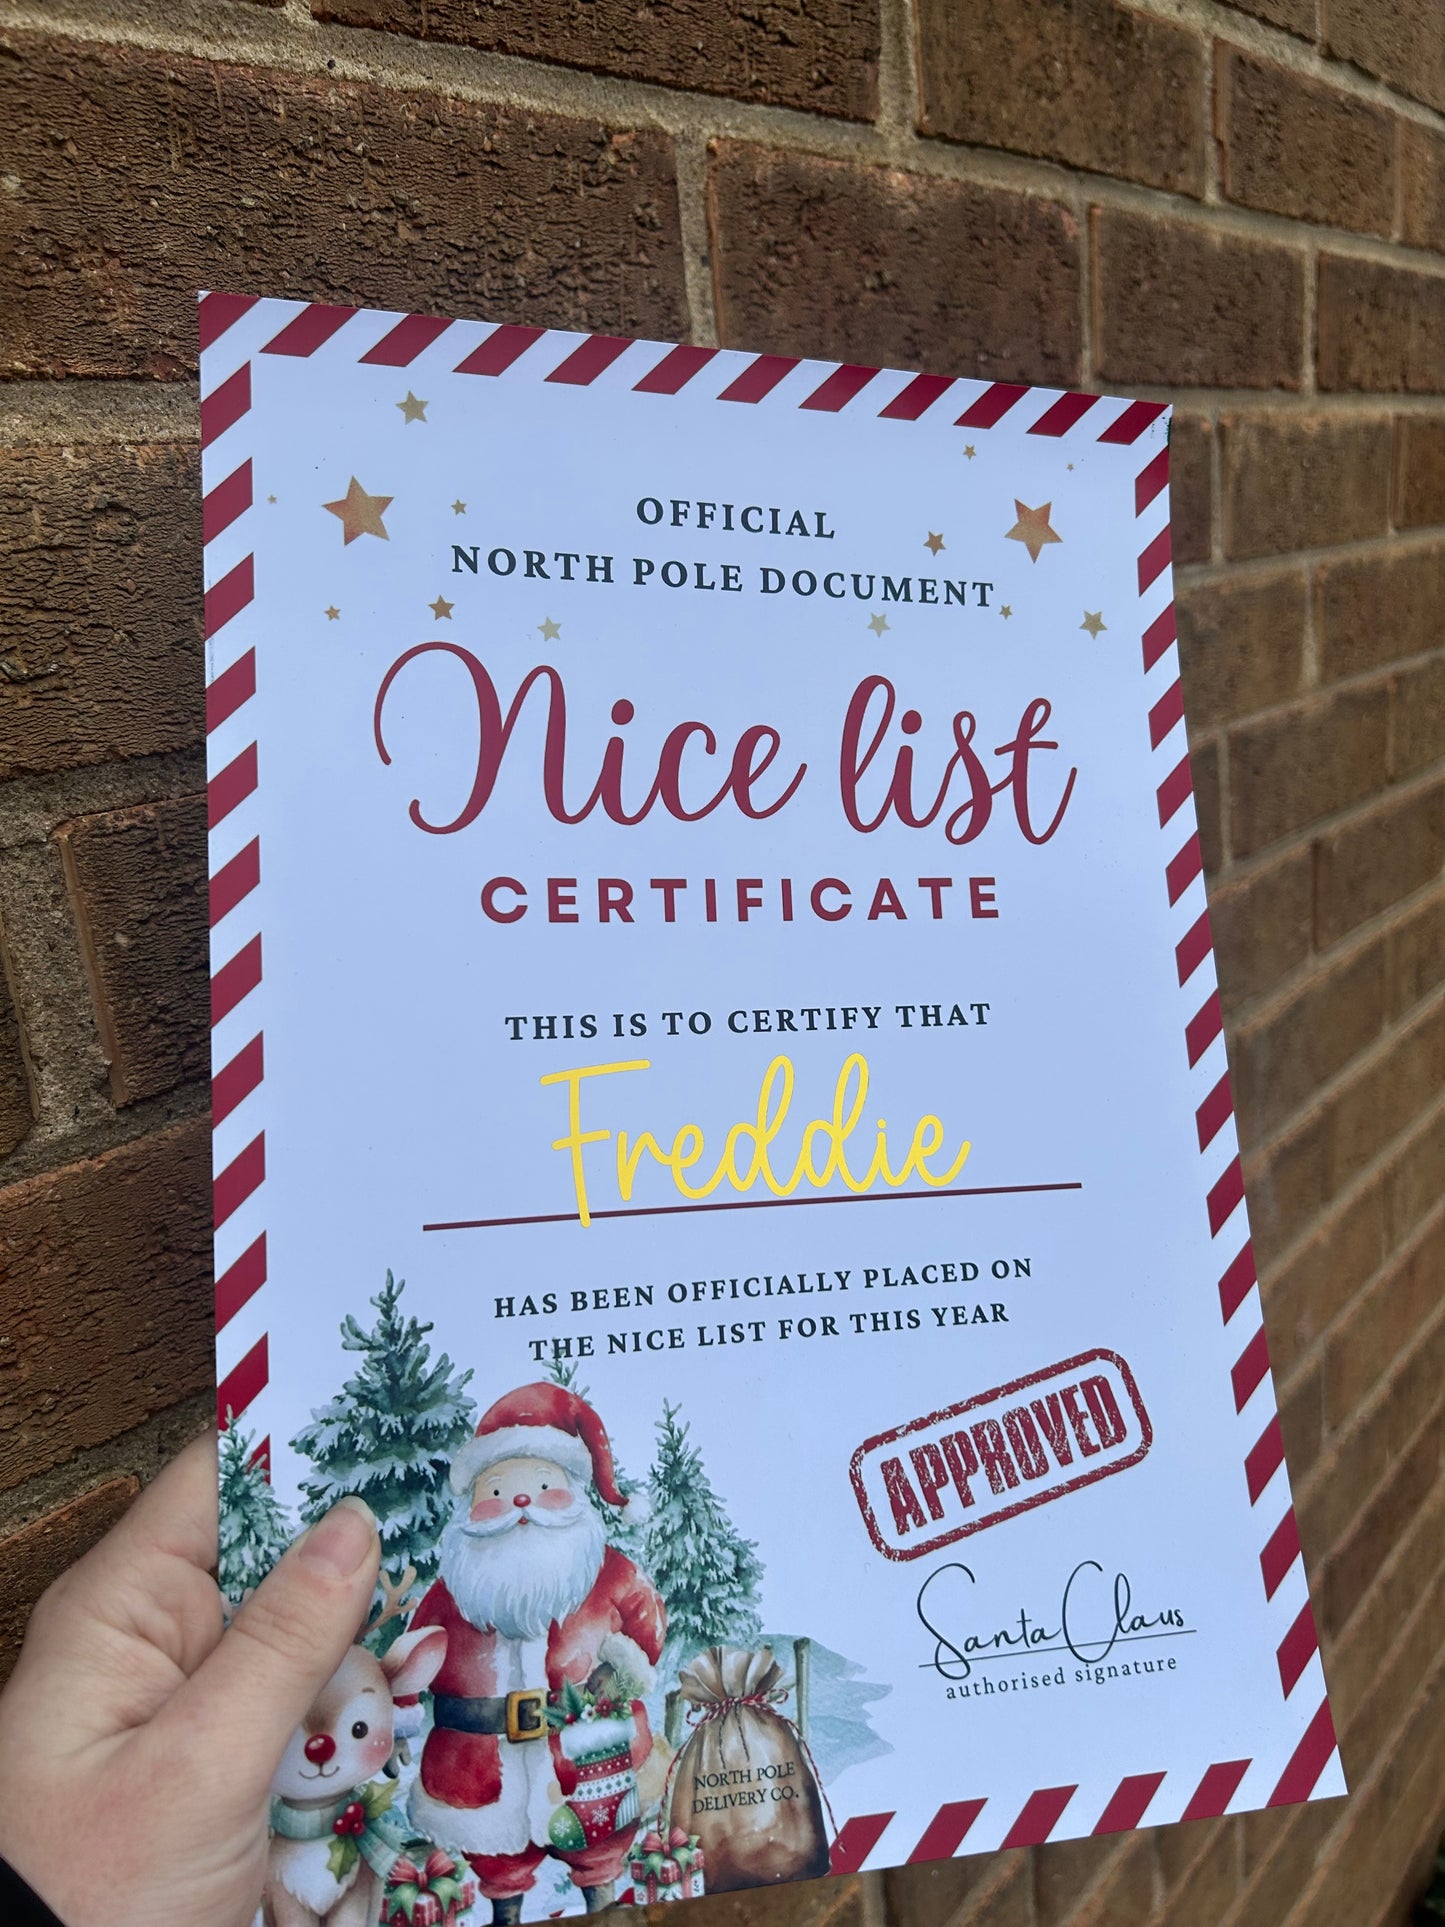 OFFICIAL
NORTH POLE DOCUMENT
Nice list
CERTIFICATE
THIS IS TO CERTIFY THAT
Freddie
HAS BEEN OFFICIALLY PLACED ON
THE NICE LIST FOR THIS YEAR
APPROVED
Santa Claus
authorised signature
NORTH POLE
DELIVERY CO.